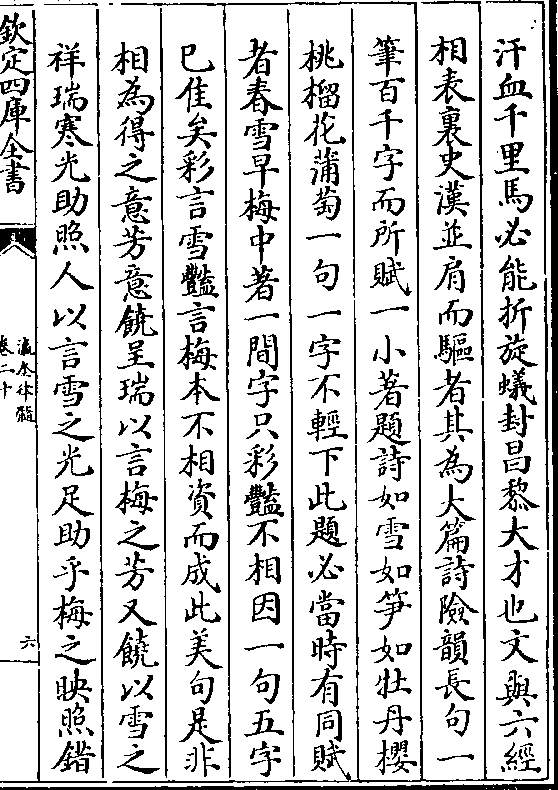 汗血千里馬必能折旋蟻封昌黎大才也文與六經
相表裏史漢並肩而驅者其為大篇詩險韻長句一
筆百千字而所賦一小著題詩如雪如笋如牡丹櫻
桃榴花蒲萄一句一字不輕下此題必當時有同賦
者春雪早梅中著一間字只彩豔不相因一句五字
已佳矣彩言雪豔言梅本不相資而成此美句是非
相為得之意芳意饒呈瑞以言梅之芳又饒以雪之
祥瑞寒光助照人以言雪之光足助乎梅之映照錯
欽定四庫全書
瀛奎律髓
卷二十
六